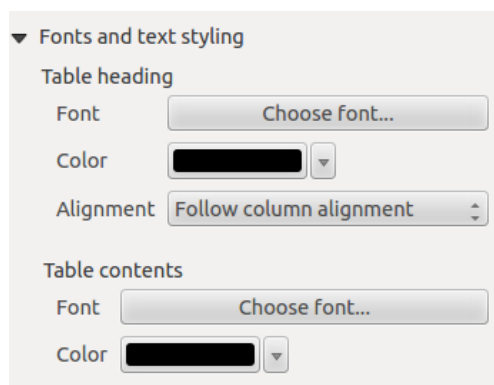 Fonts and text styling
Table heading
Font Choose font...
Color
Alignment Follow column alignment
Table contents
Font Choose font...
Color